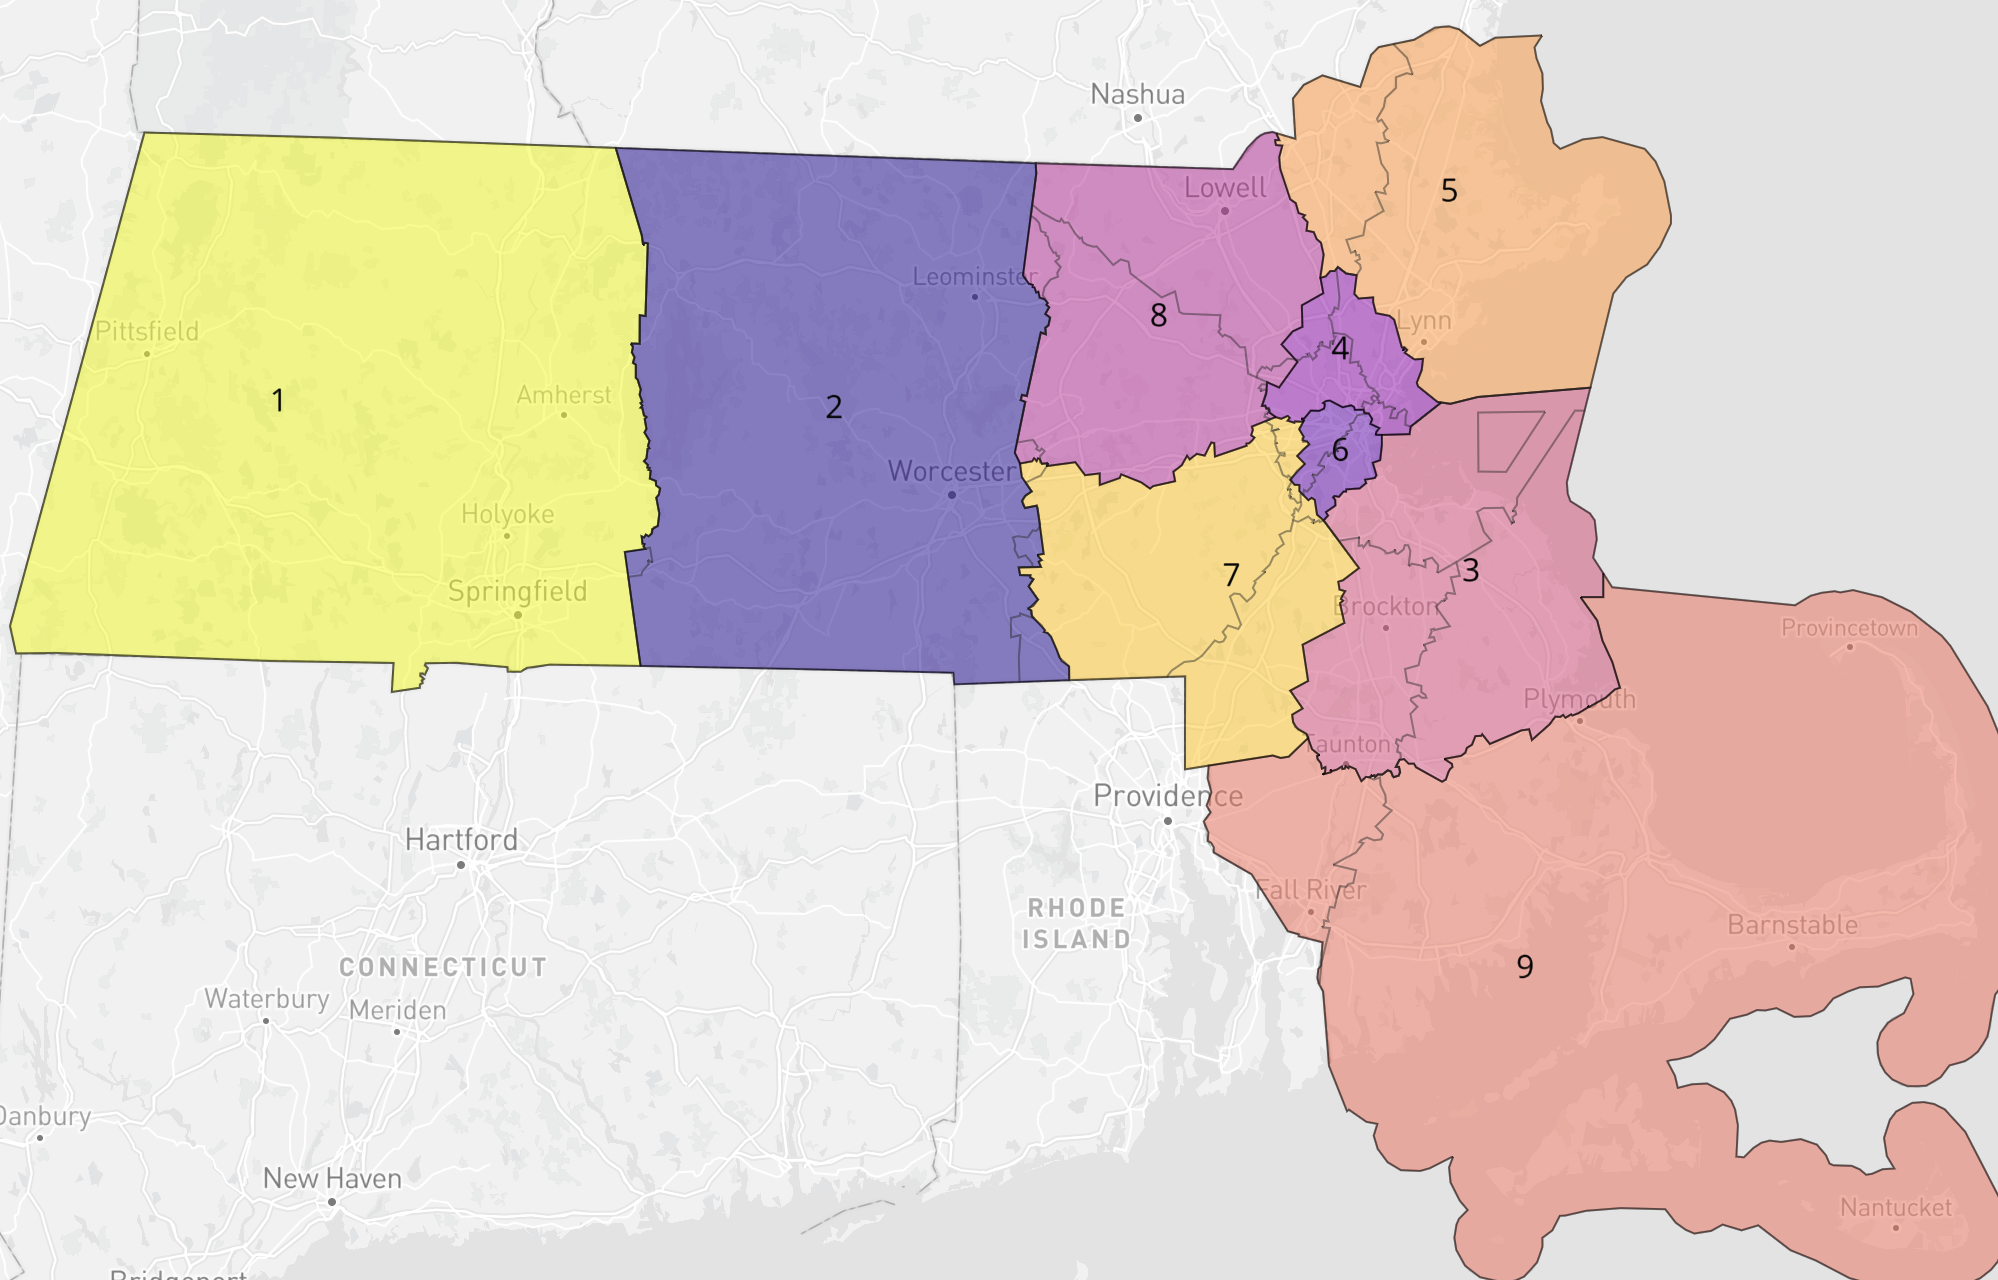 Nashua
5
Lowell
Leominster
8
Lynn
Pittsfield
4
1
Amherst
2
6
Worcester
Holyoke
Springfield
7
3
Brockton
Provincetown
Plymouth
Taunton
Providence
Hartford
Fall River
RHODE
ISLAND
Barnstable
CONNECTICUT
9
Waterbury
Meriden
Danbury
New Haven
Nantucket
Bridgeport